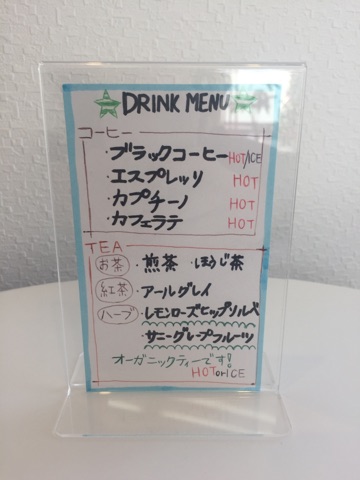 DRINK MENU
コーヒー
・ブラックコーヒー HOT/ICE
・エスプレッソ HOT
・カプチーノ HOT
・カフェラテ HOT
TEA
お茶 ・煎茶 ・ほうじ茶
紅茶 ・アールグレイ
ハーブ ・レモンローズヒップソルベ
・サニーグレープフルーツ
オーガニックティーです!
HOTorICE